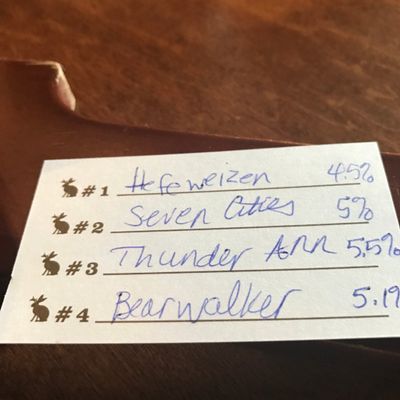 #1 Hefeweizen 4.5%
#2 Seven Cities 5%
#3 Thunder Ann 5.5%
#4 Bearwalker 5.1%